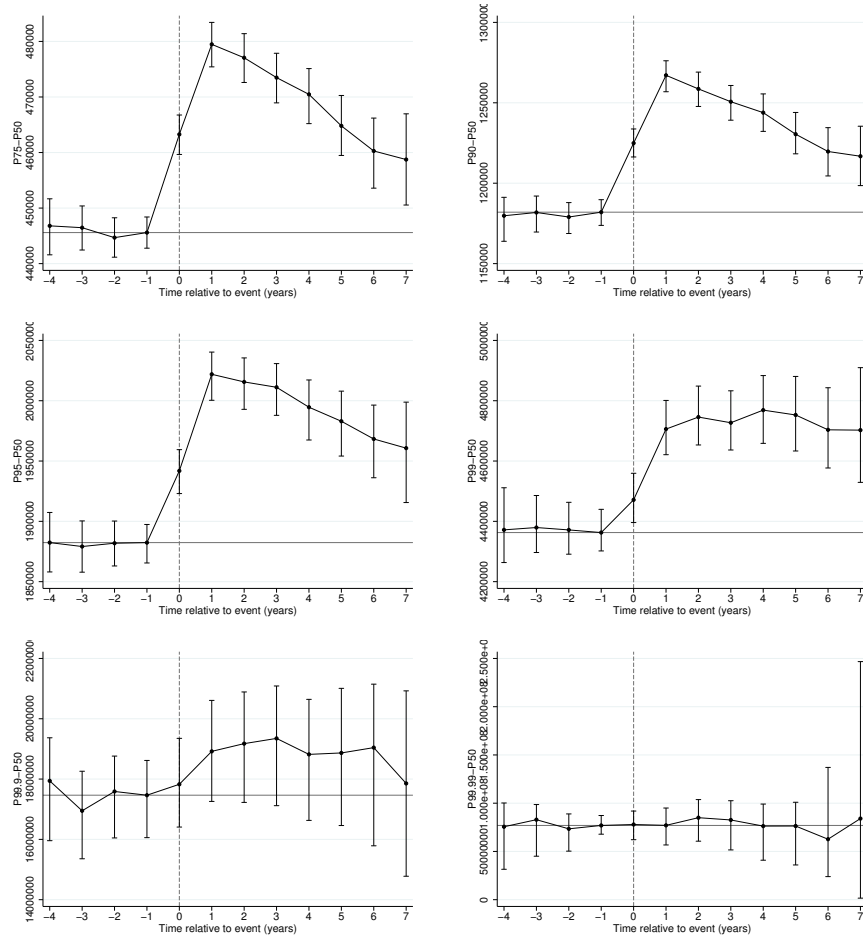 P75−P50
480000
470000
460000
450000
440000
−4 −3 −2 −1 0 1 2 3 4 5 6 7
Time relative to event (years)
P90−P50
1250000
1200000
1150000
−4 −3 −2 −1 0 1 2 3 4 5 6 7
Time relative to event (years)
P95−P50
2000000
1950000
1900000
1850000
−4 −3 −2 −1 0 1 2 3 4 5 6 7
Time relative to event (years)
P99−P50
4800000
4600000
4400000
4200000
−4 −3 −2 −1 0 1 2 3 4 5 6 7
Time relative to event (years)
P99.9−P50
20000000
18000000
16000000
14000000
−4 −3 −2 −1 0 1 2 3 4 5 6 7
Time relative to event (years)
P99.99−P50
50000000
0
−4 −3 −2 −1 0 1 2 3 4 5 6 7
Time relative to event (years)